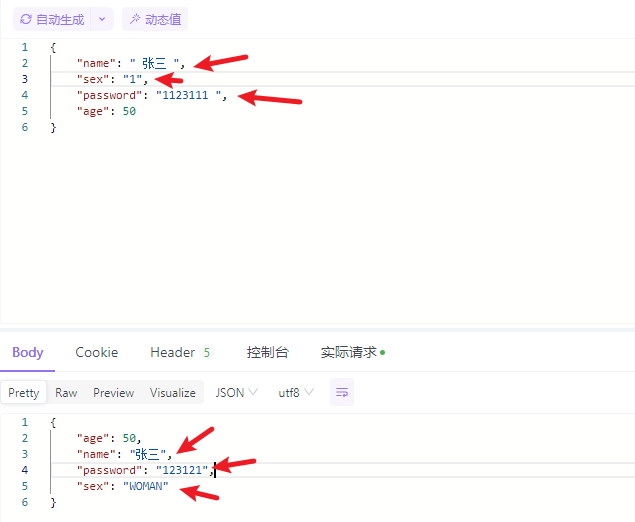 自动生成 动态值
1 {
2 "name": " 张三 ",
3 "sex": "1",
4 "password": "1123111 ",
5 "age": 50
6 }
Body Cookie Header 5 控制台 实际请求
Pretty Raw Preview Visualize JSON utf8
1 {
2 "age": 50,
3 "name": "张三",
4 "password": "123121",
5 "sex": "WOMAN"
6 }